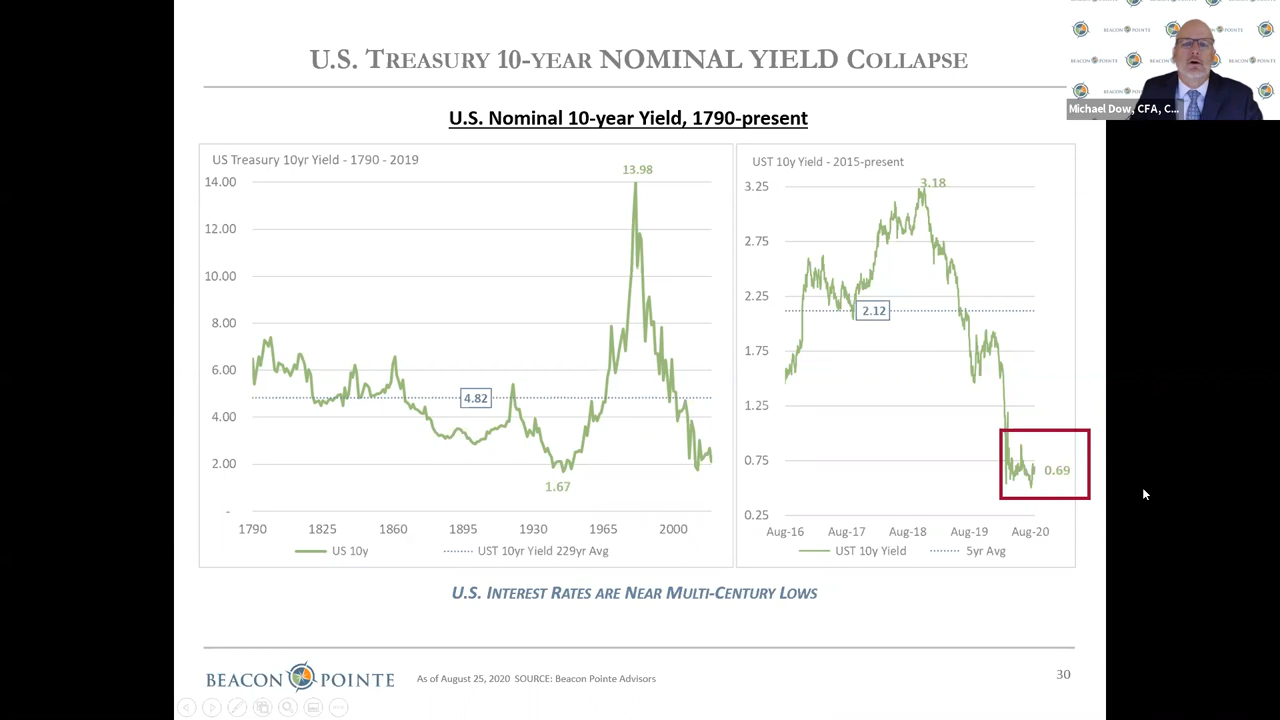 U.S. TREASURY 10-YEAR NOMINAL YIELD COLLAPSE
Michael Dow, CFA, C...
U.S. Nominal 10-year Yield, 1790-present
US Treasury 10yr Yield - 1790 - 2019
14.00
12.00
10.00
8.00
6.00
4.00
2.00
-
13.98
4.82
1.67
1790 1825 1860 1895 1930 1965 2000
US 10y UST 10yr Yield 229yr Avg
UST 10y Yield - 2015-present
3.25
2.75
2.25
1.75
1.25
0.75
0.25
3.18
2.12
0.69
Aug-16 Aug-17 Aug-18 Aug-19 Aug-20
UST 10y Yield 5yr Avg
U.S. INTEREST RATES ARE NEAR MULTI-CENTURY LOWS
BEACON POINTE
As of August 25, 2020 SOURCE: Beacon Pointe Advisors
30